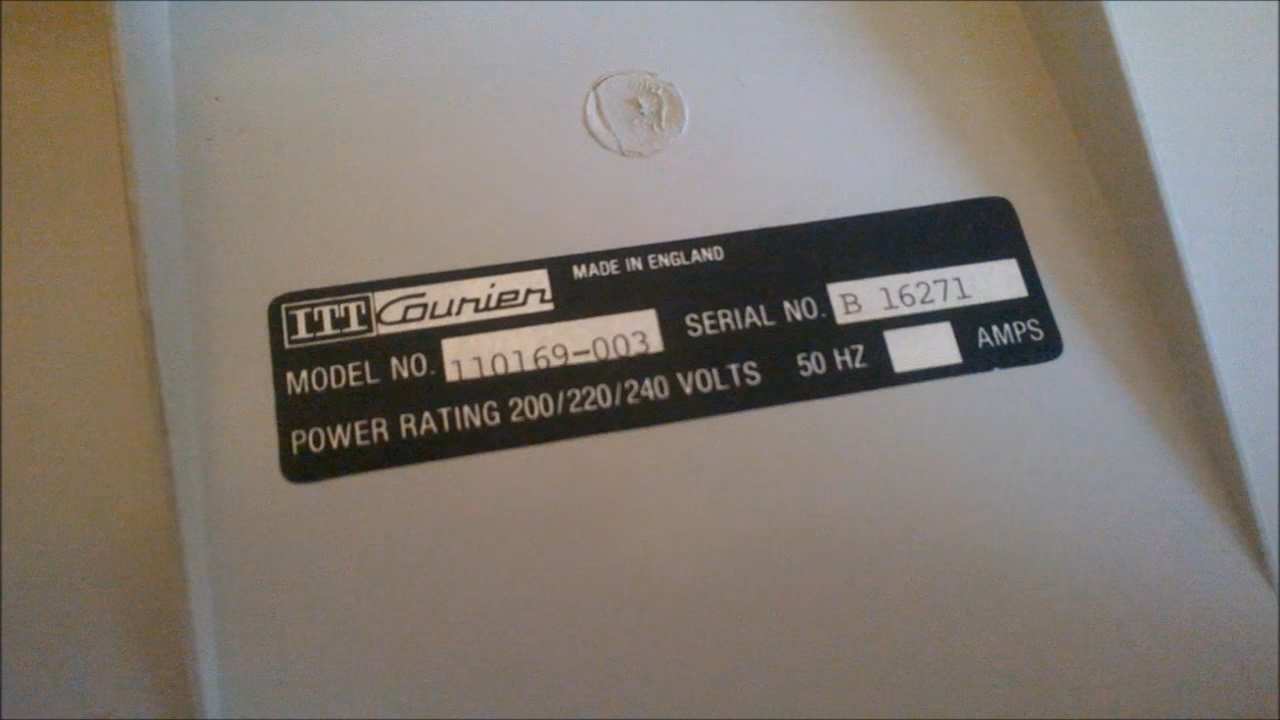 ITT Courier MADE IN ENGLAND
MODEL NO. 110169-003 SERIAL NO. B 16271
POWER RATING 200/220/240 VOLTS 50 HZ AMPS